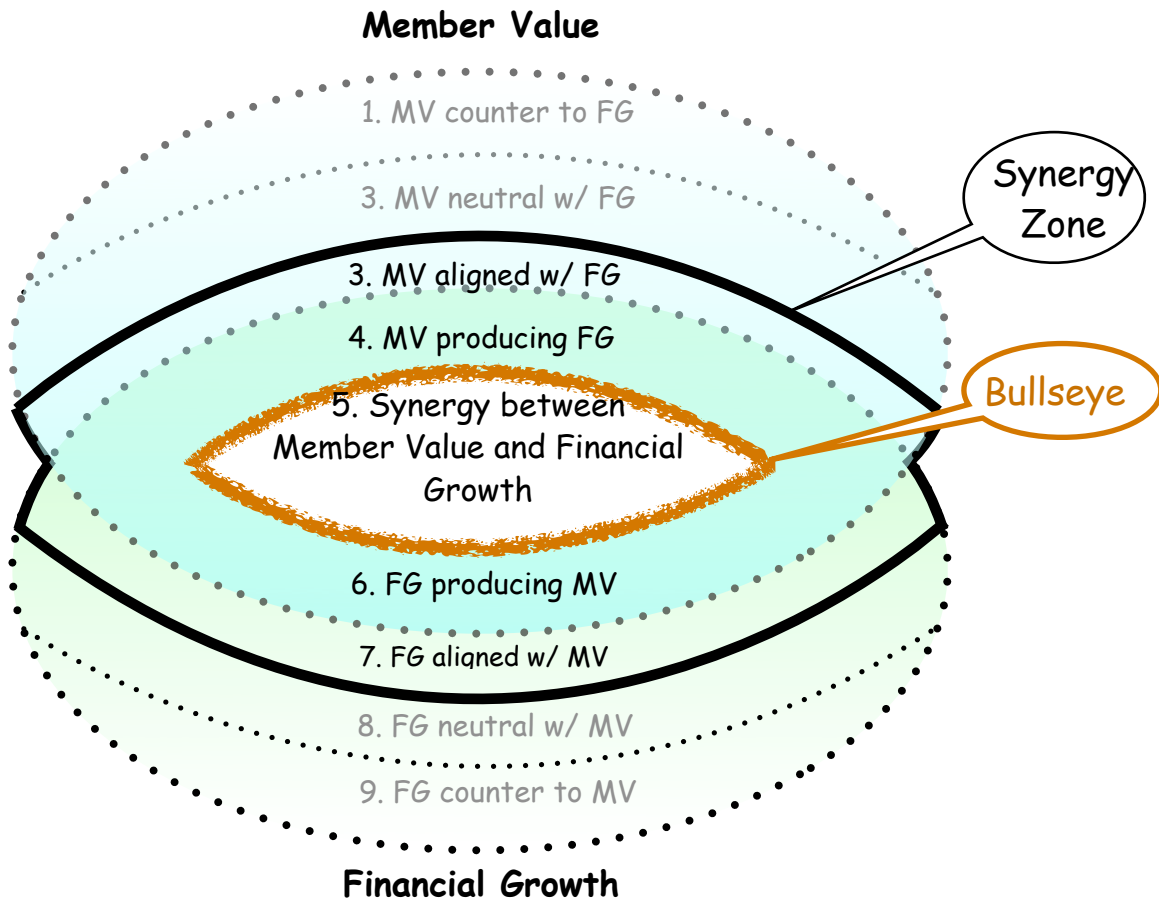 Member Value
1. MV counter to FG
3. MV neutral w/ FG
Synergy
Zone
3. MV aligned w/ FG
4. MV producing FG
Bullseye
5. Synergy between
Member Value and Financial
Growth
6. FG producing MV
7. FG aligned w/ MV
8. FG neutral w/ MV
9. FG counter to MV
Financial Growth